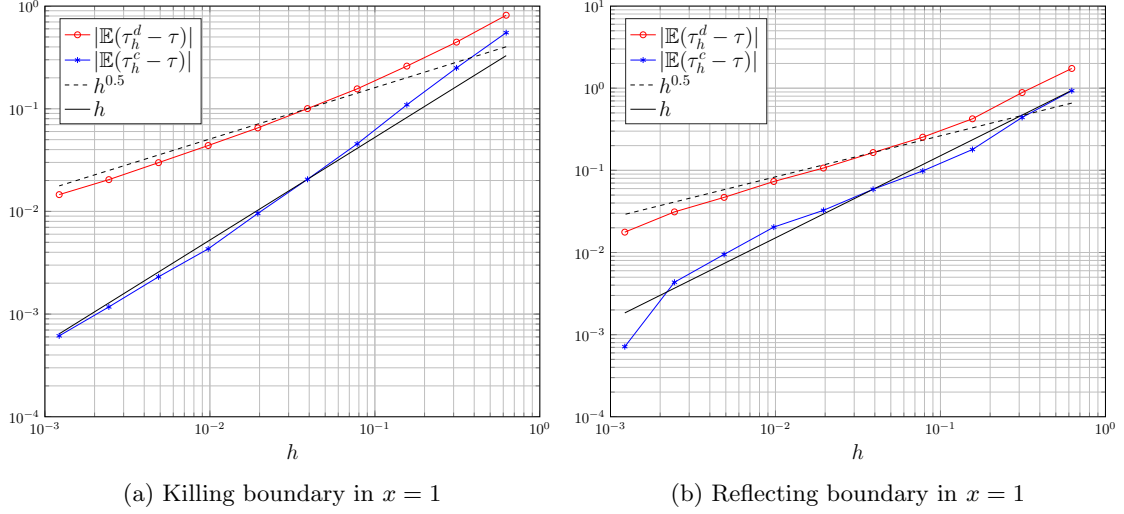 10^0
10^-1
10^-2
10^-3
10^-4
|𝔼(τ_h^d − τ)|
|𝔼(τ_h^c − τ)|
h^0.5
h
10^-3 10^-2 10^-1 10^0
h
(a) Killing boundary in x = 1
10^1
10^0
10^-1
10^-2
10^-3
10^-4
|𝔼(τ_h^d − τ)|
|𝔼(τ_h^c − τ)|
h^0.5
h
10^-3 10^-2 10^-1 10^0
h
(b) Reflecting boundary in x = 1